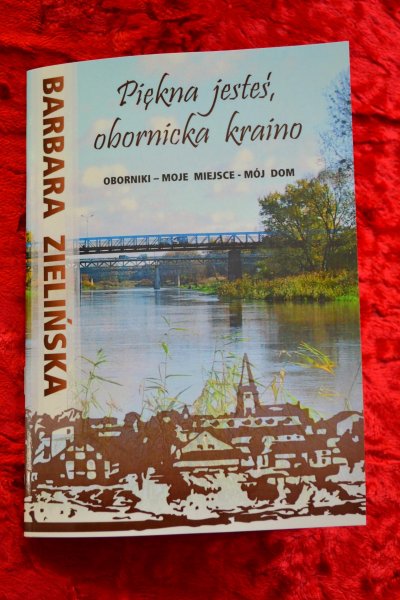 Piękna jesteś,
obornicka kraino
OBORNIKI – MOJE MIEJSCE - MÓJ DOM
BARBARA ZIELIŃSKA